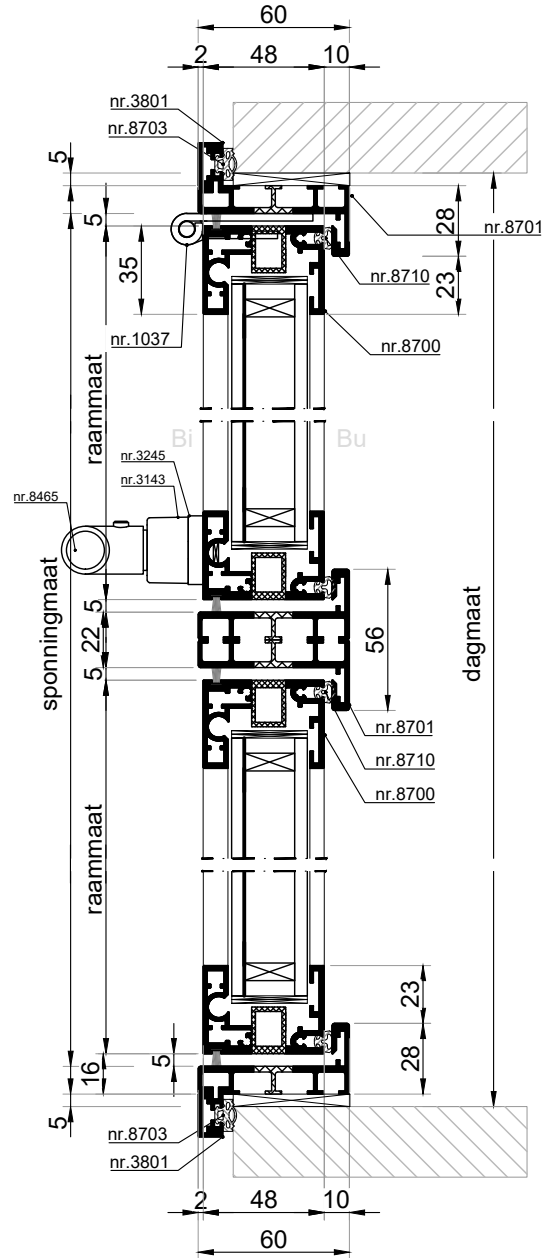 60
2 48 10
nr.3801
nr.8703
5
5
28
nr.8701
nr.8710
35
23
nr.1037
nr.8700
raammaat
Bi Bu
nr.3245
nr.3143
nr.8465
5
22
56
5
sponningmaat
dagmaat
nr.8701
nr.8710
nr.8700
raammaat
23
5
28
16
5
nr.8703
nr.3801
2 48 10
60